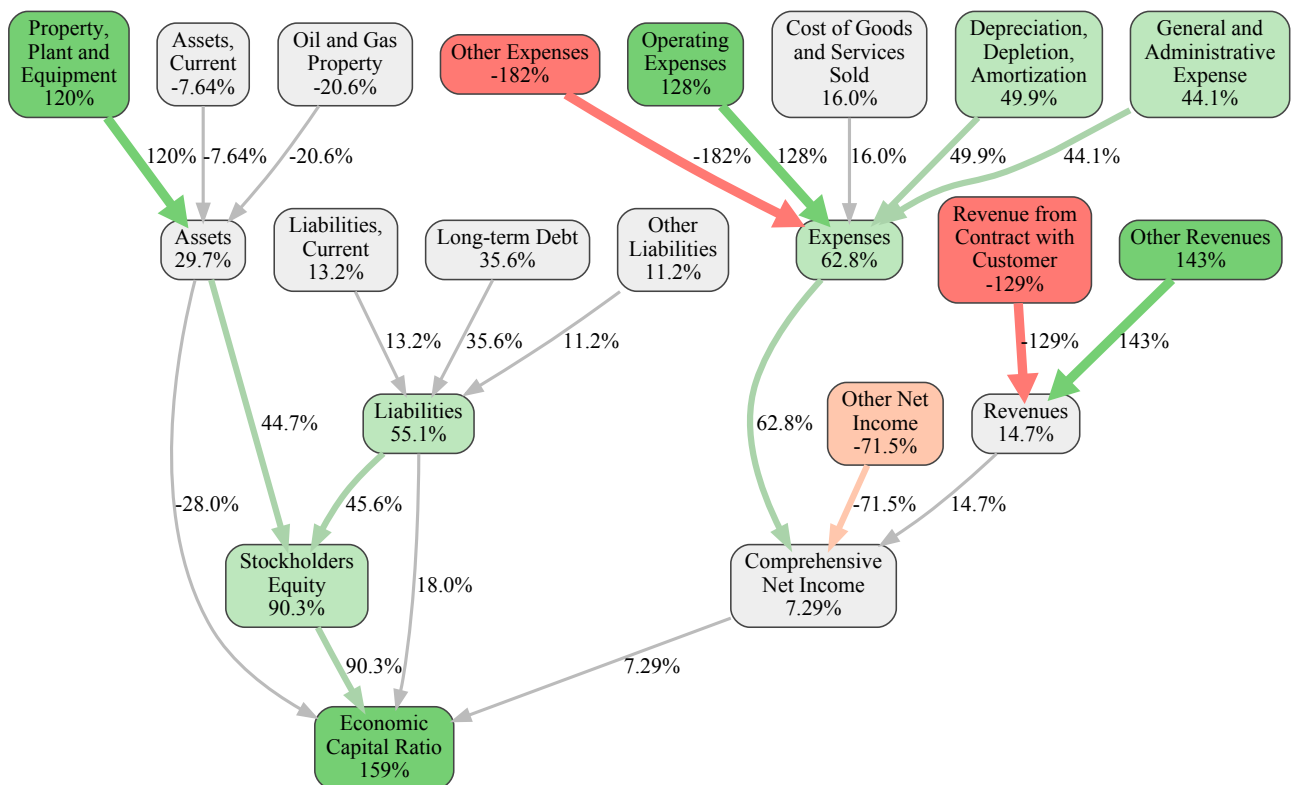 Property,
Plant and
Equipment
120%
Assets,
Current
-7.64%
Oil and Gas
Property
-20.6%
Other Expenses
-182%
Operating
Expenses
128%
Cost of Goods
and Services
Sold
16.0%
Depreciation,
Depletion,
Amortization
49.9%
General and
Administrative
Expense
44.1%
120%
-7.64%
-20.6%
-182%
128%
16.0%
49.9%
44.1%
Assets
29.7%
Liabilities,
Current
13.2%
Long-term Debt
35.6%
Other
Liabilities
11.2%
Expenses
62.8%
Revenue from
Contract with
Customer
-129%
Other Revenues
143%
13.2%
35.6%
11.2%
-129%
143%
44.7%
Liabilities
55.1%
62.8%
Other Net
Income
-71.5%
Revenues
14.7%
-28.0%
45.6%
-71.5%
14.7%
Stockholders
Equity
90.3%
18.0%
Comprehensive
Net Income
7.29%
90.3%
7.29%
Economic
Capital Ratio
159%